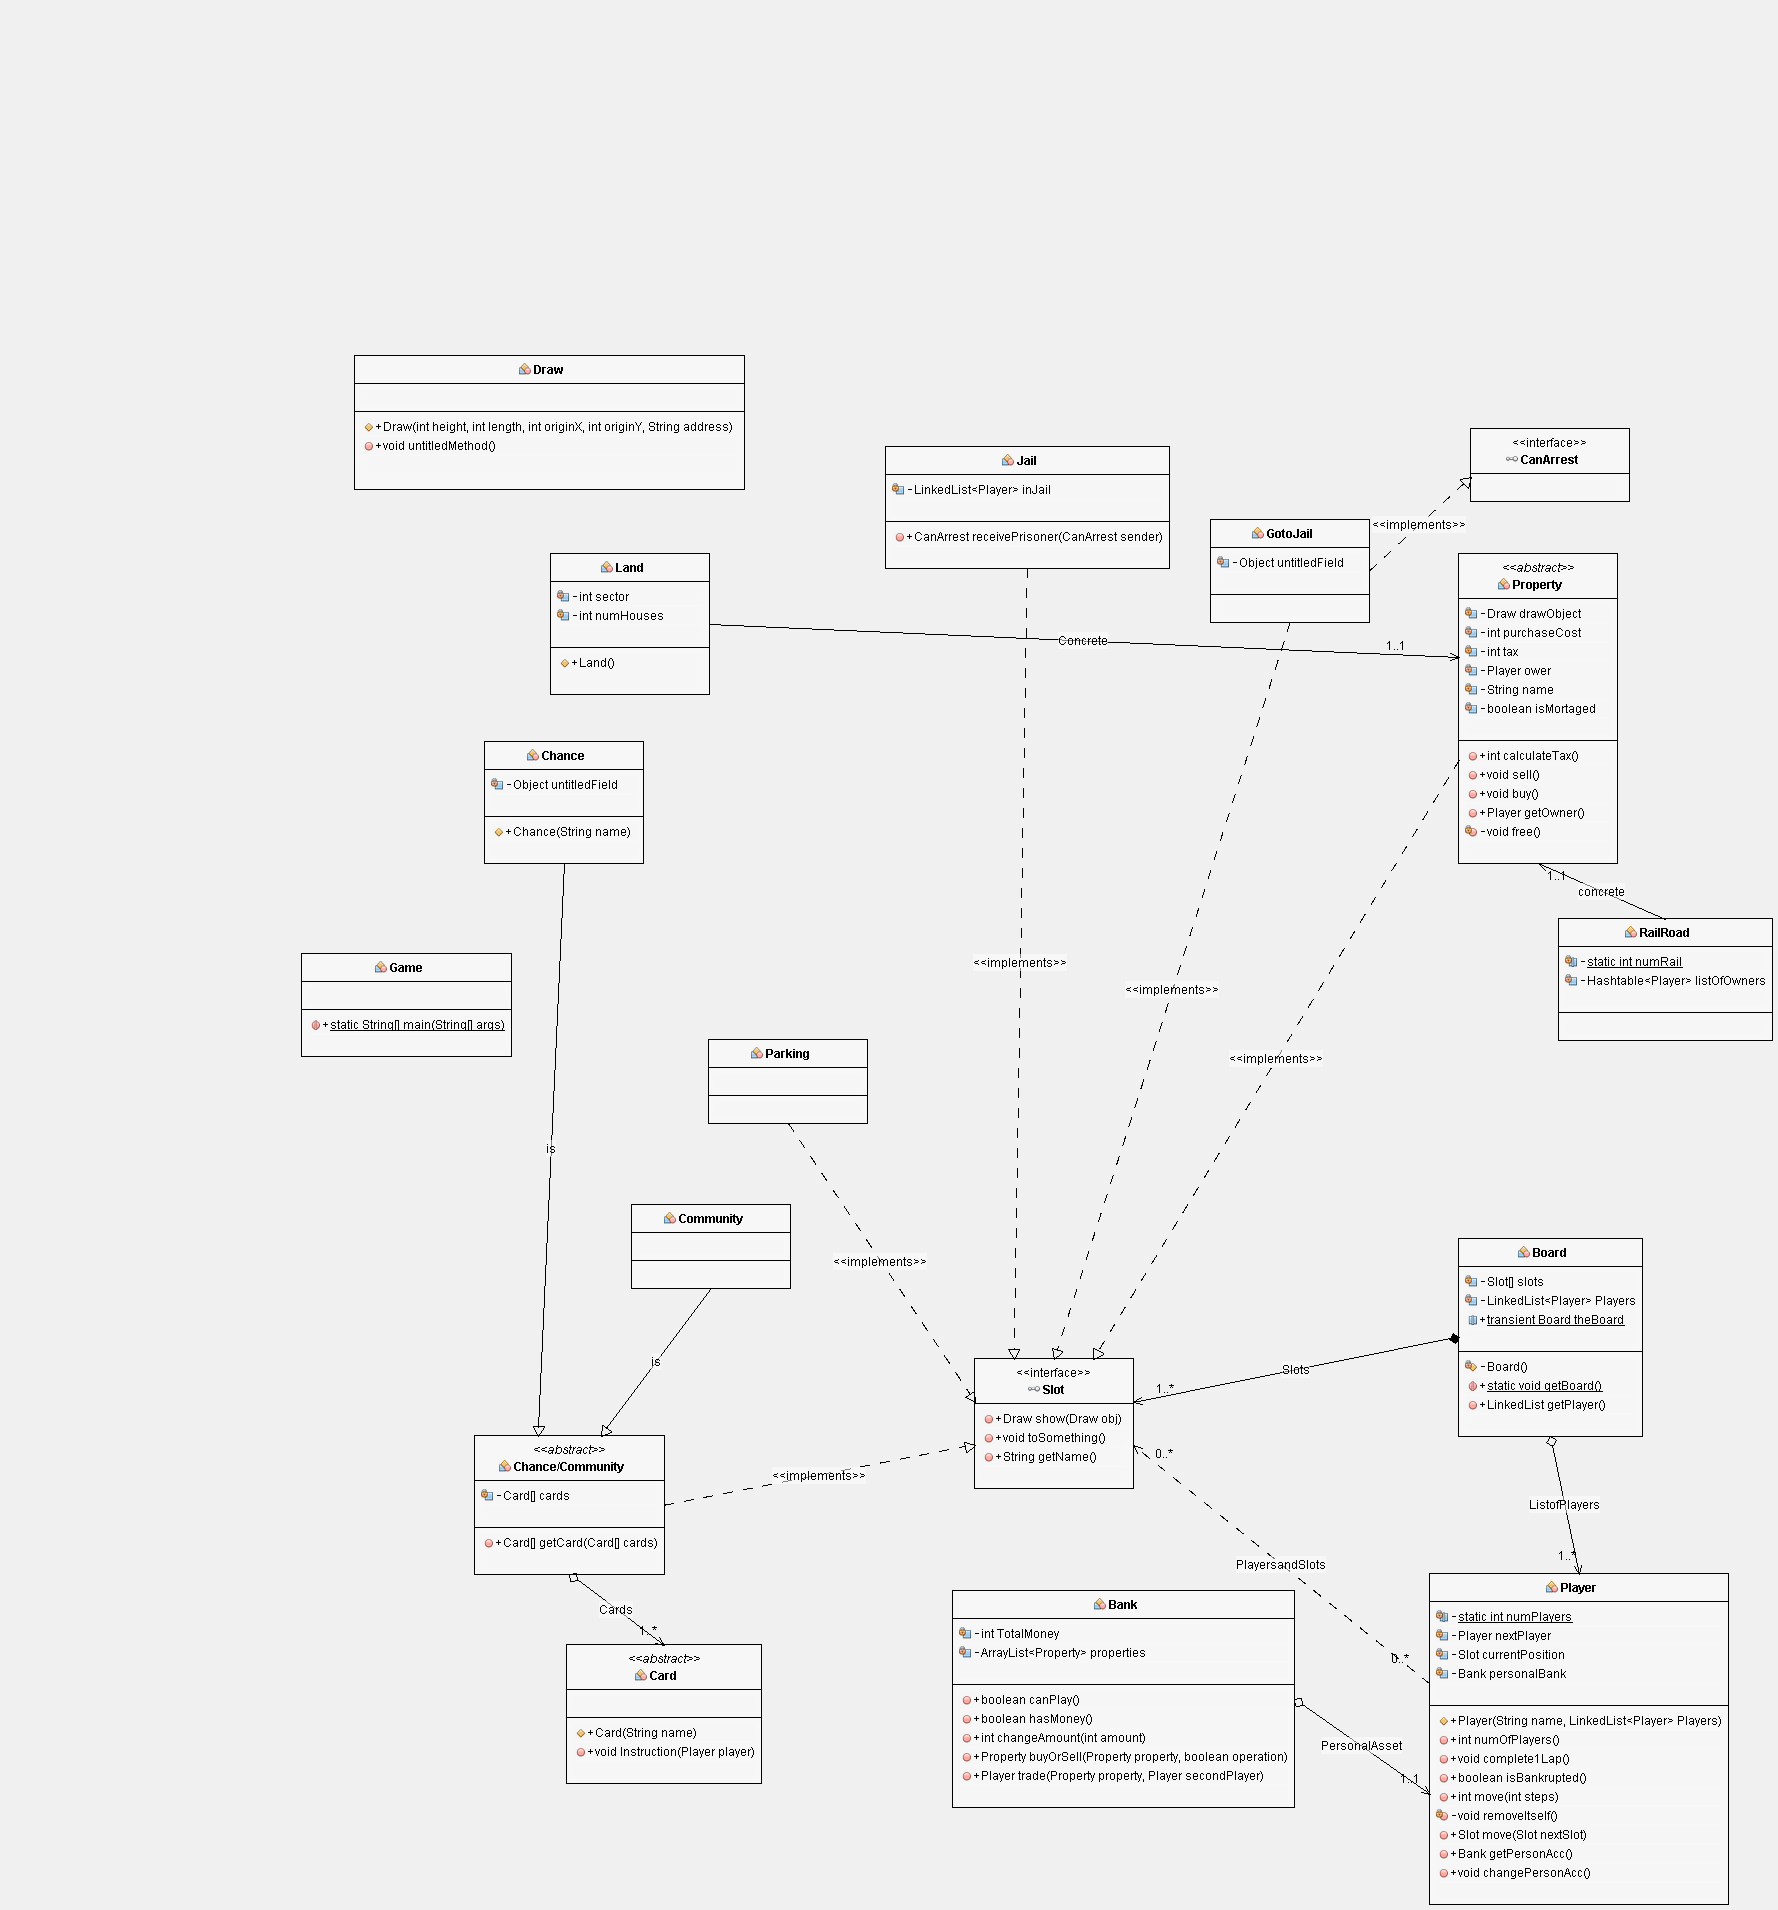 Draw
+Draw(int height, int length, int originX, int originY, String address)
+void untitledMethod()
<<interface>>
CanArrest
Jail
-LinkedList<Player> inJail
+CanArrest receivePrisoner(CanArrest sender)
<<implements>>
GotoJail
-Object untitledField
Land
-int sector
-int numHouses
+Land()
Concrete
1..1
<<abstract>>
Property
-Draw drawObject
-int purchaseCost
-int tax
-Player ower
-String name
-boolean isMortaged
+int calculateTax()
+void sell()
+void buy()
+Player getOwner()
-void free()
Chance
-Object untitledField
+Chance(String name)
1..1
concrete
RailRoad
-static int numRail
-Hashtable<Player> listOfOwners
Game
+static String[] main(String[] args)
<<implements>>
<<implements>>
<<implements>>
Parking
is
Community
<<implements>>
is
Board
-Slot[] slots
-LinkedList<Player> Players
+transient Board theBoard
-Board()
+static void getBoard()
+LinkedList getPlayer()
Slots
1..*
<<interface>>
Slot
+Draw show(Draw obj)
+void toSomething()
+String getName()
0..*
<<abstract>>
Chance/Community
-Card[] cards
+Card[] getCard(Card[] cards)
<<implements>>
ListofPlayers
1..*
PlayersandSlots
0..*
Cards
1..*
<<abstract>>
Card
+Card(String name)
+void Instruction(Player player)
Bank
-int TotalMoney
-ArrayList<Property> properties
+boolean canPlay()
+boolean hasMoney()
+int changeAmount(int amount)
+Property buyOrSell(Property property, boolean operation)
+Player trade(Property property, Player secondPlayer)
PersonalAsset
1..1
Player
-static int numPlayers
-Player nextPlayer
-Slot currentPosition
-Bank personalBank
+Player(String name, LinkedList<Player> Players)
+int numOfPlayers()
+void complete1Lap()
+boolean isBankrupted()
+int move(int steps)
-void removeItself()
+Slot move(Slot nextSlot)
+Bank getPersonAcc()
+void changePersonAcc()